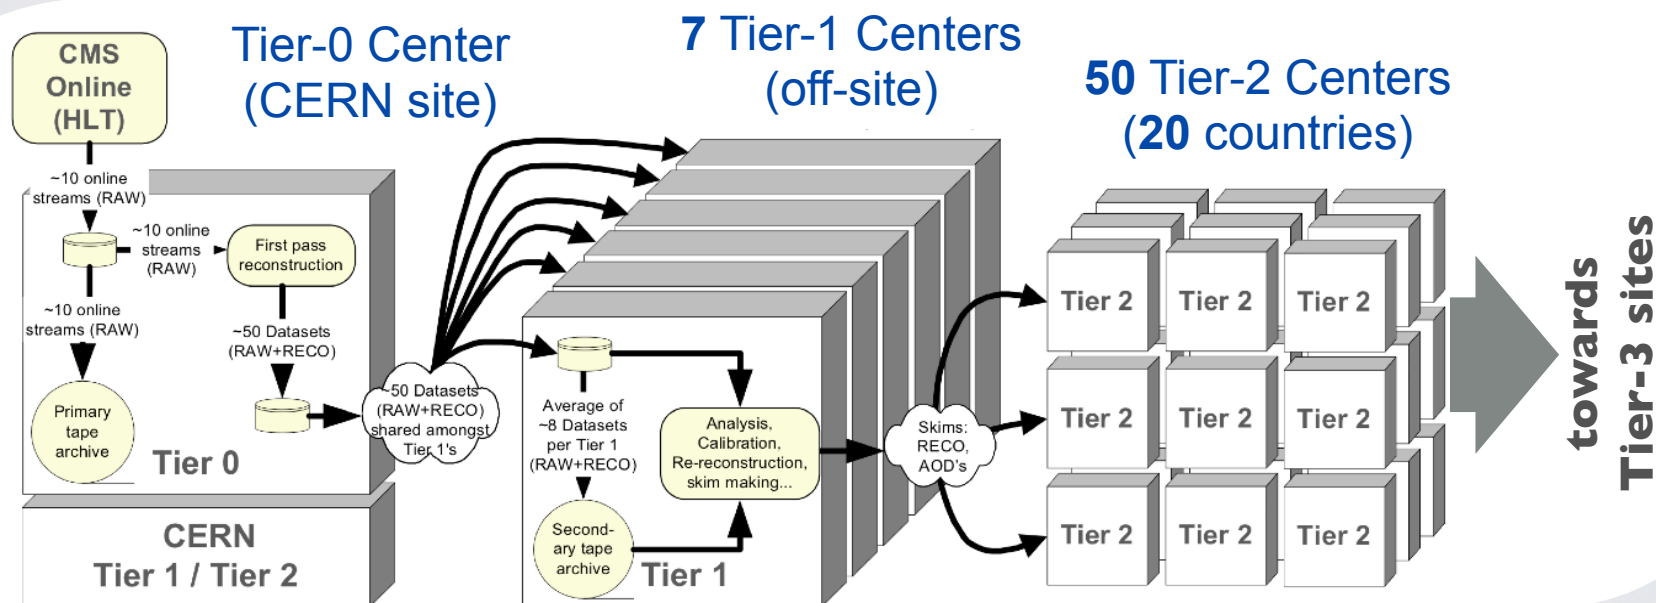 CMS
Online
(HLT)
Tier-0 Center
(CERN site)
7 Tier-1 Centers
(off-site)
50 Tier-2 Centers
(20 countries)
~10 online
streams (RAW)
~10 online
streams
(RAW)
First pass
reconstruction
~10 online
streams (RAW)
~50 Datasets
(RAW+RECO)
Primary
tape
archive
Tier 0
CERN
Tier 1 / Tier 2
~50 Datasets
(RAW+RECO)
shared amongst
Tier 1's
Average of
~8 Datasets
per Tier 1
(RAW+RECO)
Analysis,
Calibration,
Re-reconstruction,
skim making...
Second-
ary tape
archive
Tier 1
Skims:
RECO,
AOD's
Tier 2
Tier 2
Tier 2
Tier 2
Tier 2
Tier 2
Tier 2
Tier 2
Tier 2
towards
Tier-3 sites